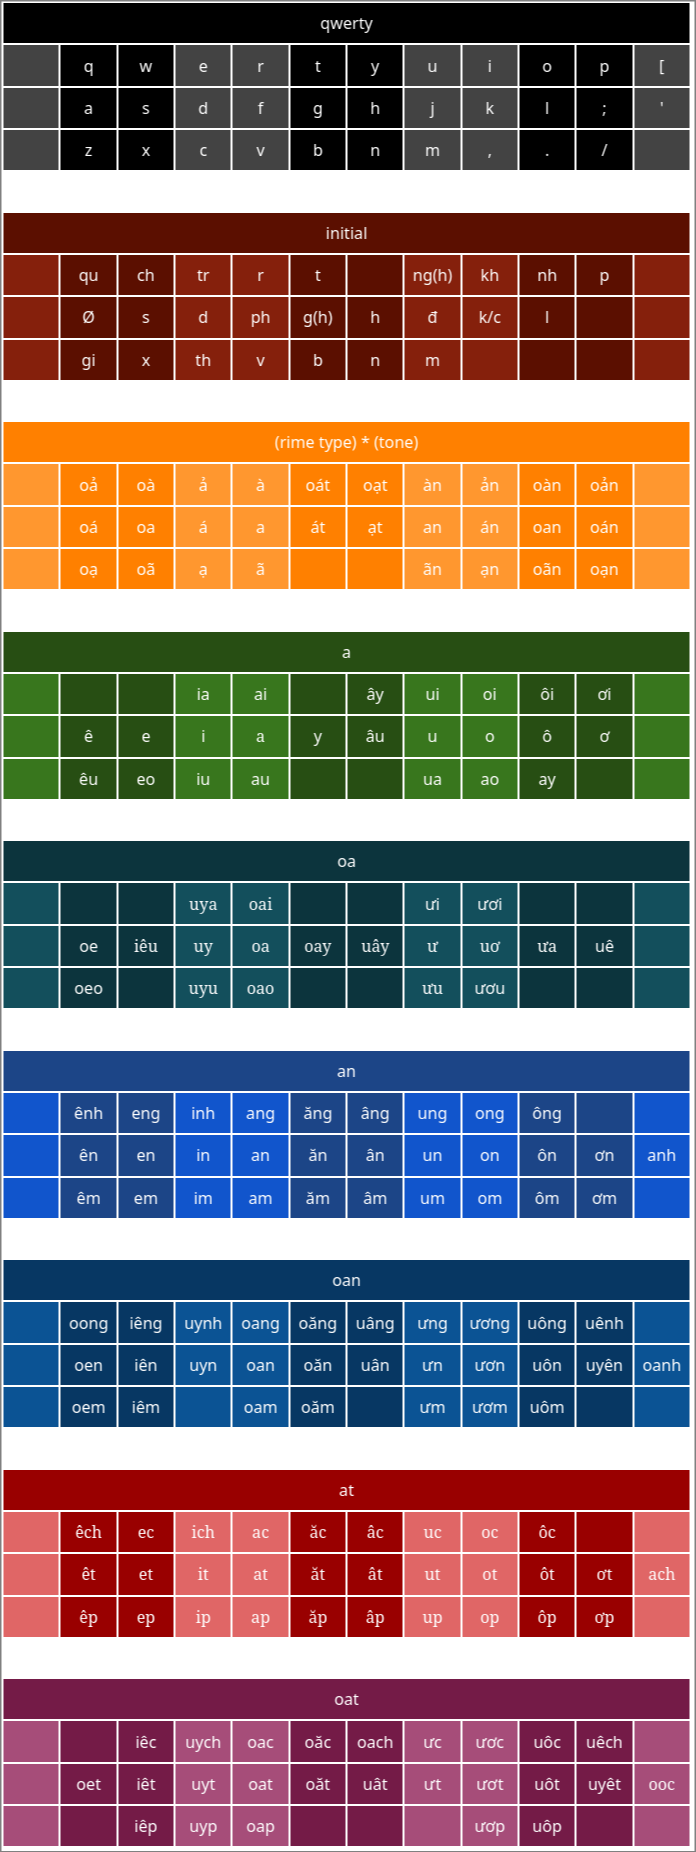 qwerty
q w e r t y u i o p [
a s d f g h j k l ; '
z x c v b n m , . /
initial
qu ch tr r t ng(h) kh nh p
Ø s d ph g(h) h đ k/c l
gi x th v b n m
(rime type) * (tone)
oả oà ả à oát oạt àn ản oàn oản
oá oa á a át ạt an án oan oán
oạ oã ạ ã ãn ạn oãn oạn
a
ia ai ây ui oi ôi ơi
ê e i a y âu u o ô ơ
êu eo iu au ua ao ay
oa
uya oai ưi ươi
oe iêu uy oa oay uây ư uơ ưa uê
oeo uyu oao ưu ươu
an
ênh eng inh ang ăng âng ung ong ông
ên en in an ăn ân un on ôn ơn anh
êm em im am ăm âm um om ôm ơm
oan
oong iêng uynh oang oăng uâng ưng ương uông uênh
oen iên uyn oan oăn uân ưn ươn uôn uyên oanh
oem iêm oam oăm ưm ươm uôm
at
êch ec ich ac ăc âc uc oc ôc
êt et it at ăt ât ut ot ôt ơt ach
êp ep ip ap ăp âp up op ôp ơp
oat
iêc uych oac oăc oach ưc ươc uôc uêch
oet iêt uyt oat oăt uât ưt ươt uôt uyêt ooc
iêp uyp oap ươp uôp